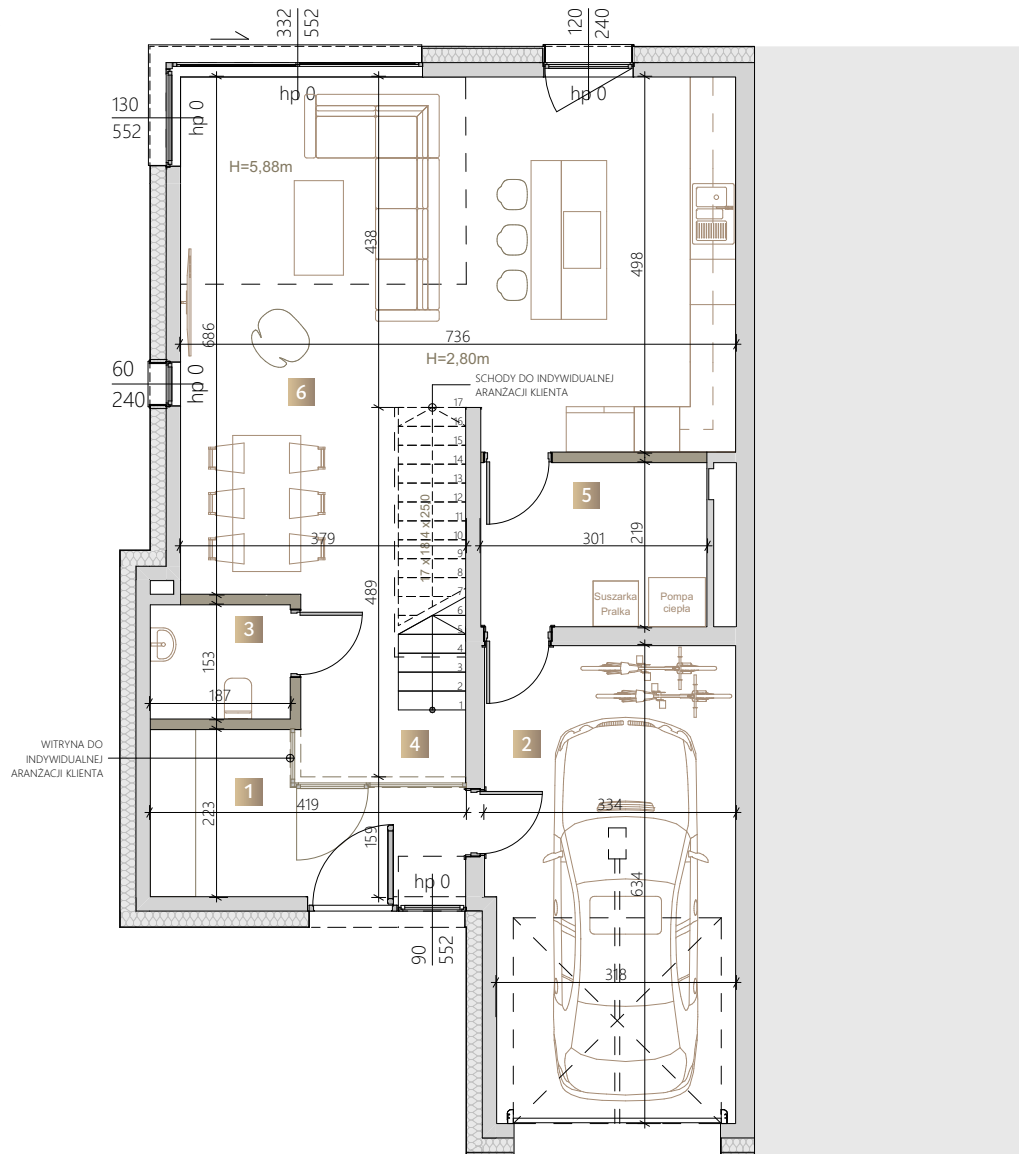 332
552
120
240
130
552
hp 0
hp 0
hp 0
H=5,88m
438
498
686
736
H=2,80m
60
240
hp 0
6
SCHODY DO INDYWIDUALNEJ
ARANŻACJI KLIENTA
17
16
15
14
13
12
11
10
9
8
7
6
5
4
3
2
1
17 x 18,4 x 25,0
5
379
301
219
489
Suszarka
Pralka
Pompa
ciepła
3
153
187
4
2
WITRYNA DO
INDYWIDUALNEJ
ARANŻACJI KLIENTA
1
223
419
159
334
634
hp 0
90
552
318